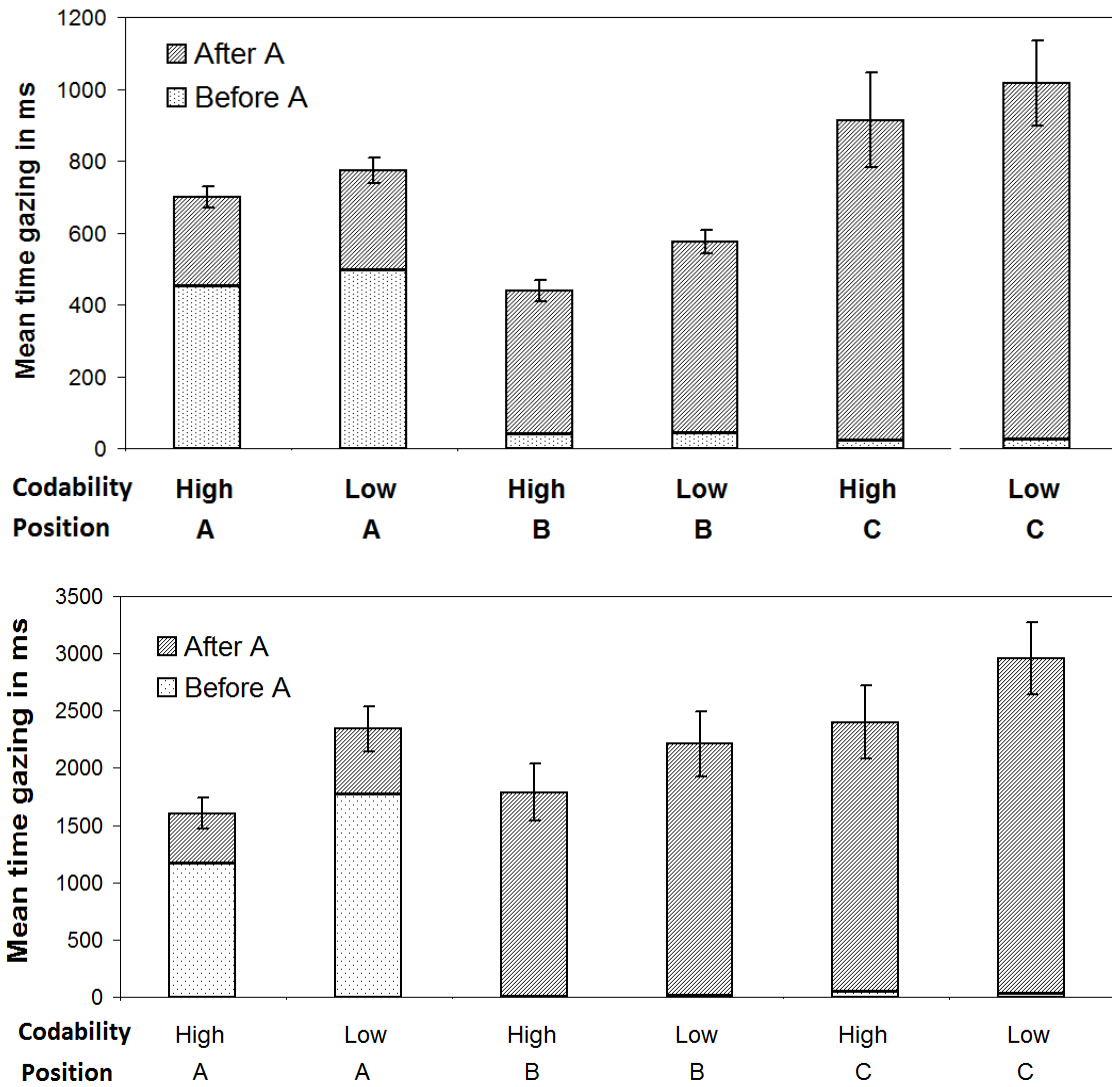 1200
After A
Before A
1000
800
600
400
200
0
Mean time gazing in ms
Codability High Low High Low High Low
Position A A B B C C
3500
After A
Before A
3000
2500
2000
1500
1000
500
0
Mean time gazing in ms
Codability High Low High Low High Low
Position A A B B C C